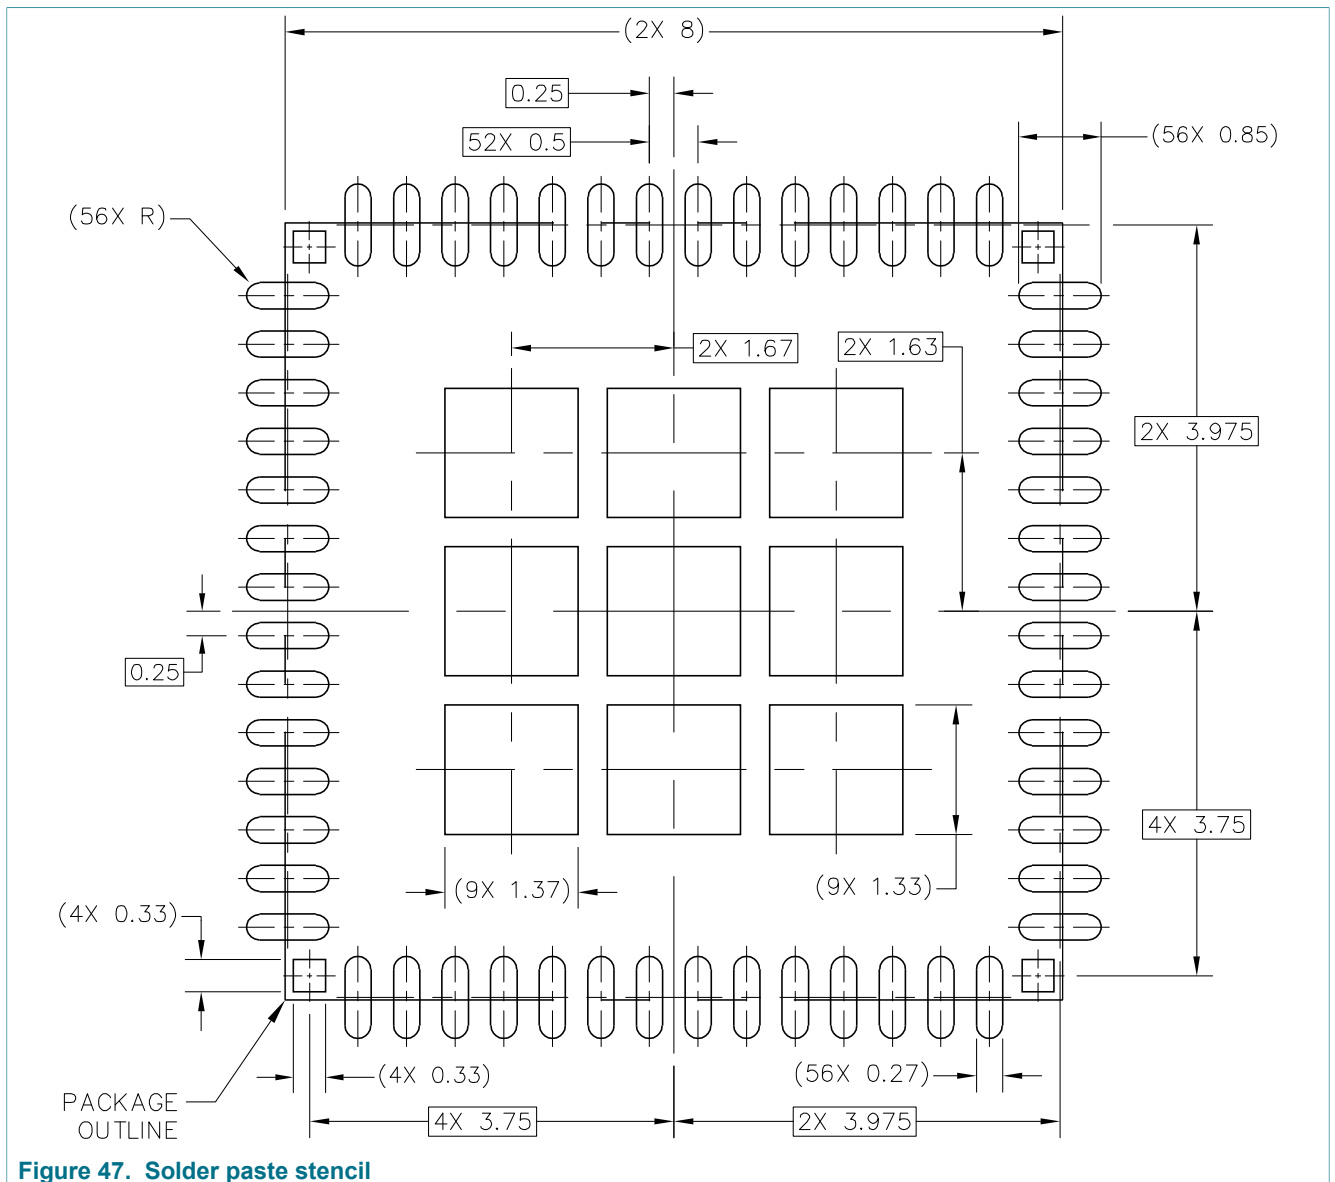 (2X 8)
0.25
52X 0.5
(56X 0.85)
(56X R)
2X 1.67
2X 1.63
2X 3.975
0.25
4X 3.75
(9X 1.37)
(9X 1.33)
(4X 0.33)
(4X 0.33)
(56X 0.27)
PACKAGE
OUTLINE
4X 3.75
2X 3.975
Figure 47. Solder paste stencil